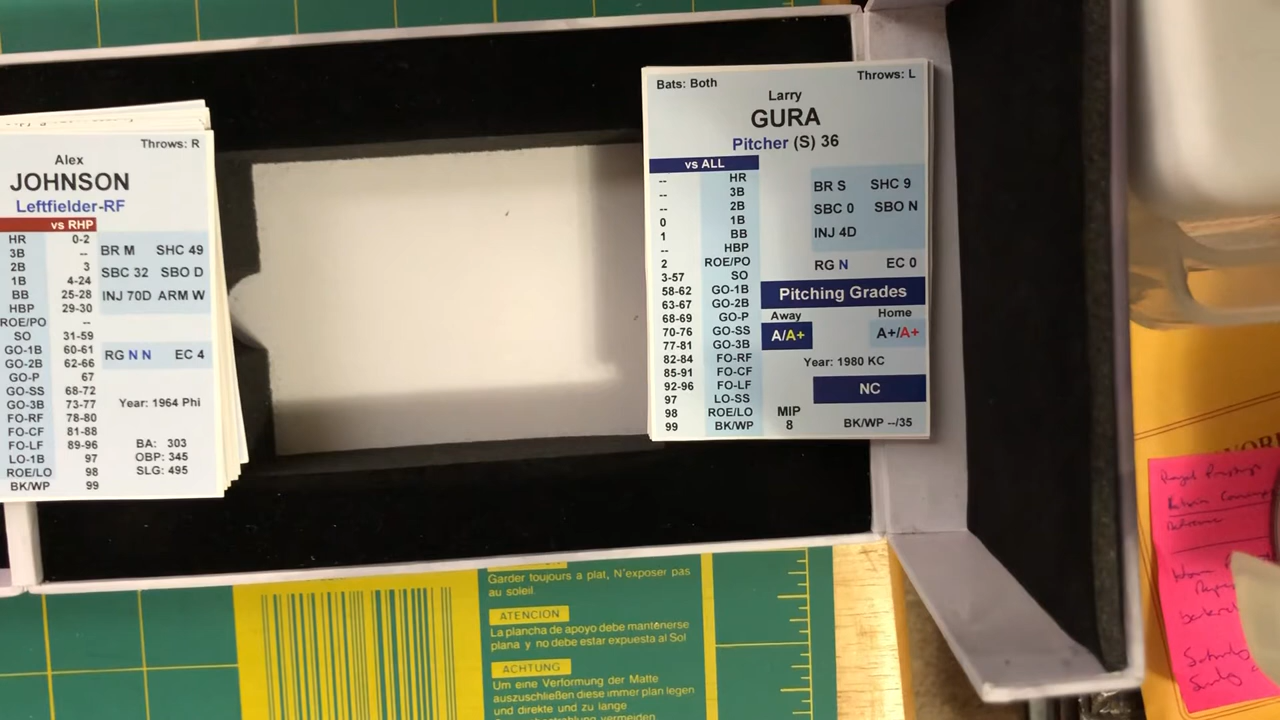 Throws: R
Alex
JOHNSON
Leftfielder-RF
vs RHP
HR 0-2
3B --
2B 3
1B 4-24
BB 25-28
HBP 29-30
ROE/PO --
SO 31-59
GO-1B 60-61
GO-2B 62-66
GO-P 67
GO-SS 68-72
GO-3B 73-77
FO-RF 78-80
FO-CF 81-88
FO-LF 89-96
LO-1B 97
ROE/LO 98
BK/WP 99
BR M SHC 49
SBC 32 SBO D
INJ 70D ARM W
RG N N EC 4
Year: 1964 Phi
BA: 303
OBP: 345
SLG: 495
Bats: Both Throws: L
Larry
GURA
Pitcher (S) 36
vs ALL
-- HR
-- 3B
-- 2B
0 1B
1 BB
-- HBP
2 ROE/PO
3-57 SO
58-62 GO-1B
63-67 GO-2B
68-69 GO-P
70-76 GO-SS
77-81 GO-3B
82-84 FO-RF
85-91 FO-CF
92-96 FO-LF
97 LO-SS
98 ROE/LO
99 BK/WP
BR S SHC 9
SBC 0 SBO N
INJ 4D
RG N EC 0
Pitching Grades
Away Home
A/A+ A+/A+
Year: 1980 KC
NC
MIP
8
BK/WP --/35
Garder toujours a plat, N'exposer pas
au soleil.
ATENCION
La plancha de apoyo debe mantenerse
plana y no debe estar expuesta al Sol
ACHTUNG
Um eine Verformung der Matte
auszuschließen diese immer plan legen
und direkte und zu lange
vermeiden